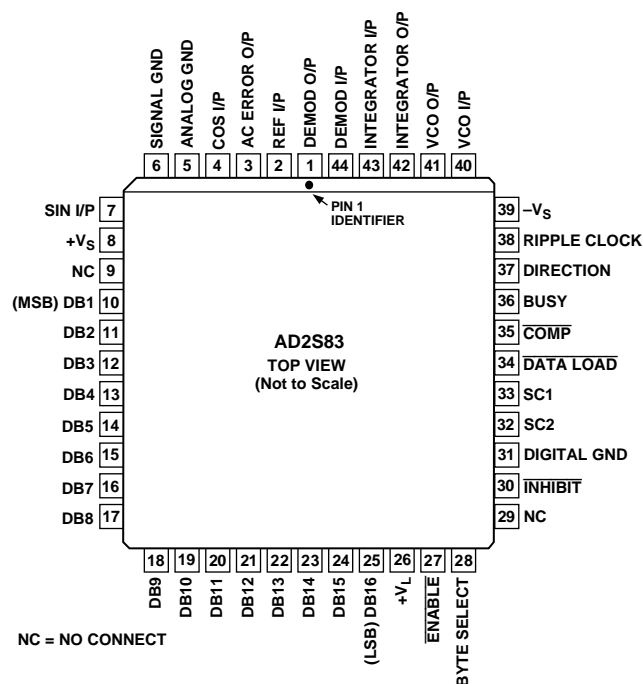 SIGNAL GND
ANALOG GND
COS I/P
AC ERROR O/P
REF I/P
DEMOD O/P
DEMOD I/P
INTEGRATOR I/P
INTEGRATOR O/P
VCO O/P
VCO I/P
6 5 4 3 2 1 44 43 42 41 40
PIN 1
IDENTIFIER
SIN I/P 7
+VS 8
NC 9
(MSB) DB1 10
DB2 11
DB3 12
DB4 13
DB5 14
DB6 15
DB7 16
DB8 17
AD2S83
TOP VIEW
(Not to Scale)
39 –VS
38 RIPPLE CLOCK
37 DIRECTION
36 BUSY
35 COMP
34 DATA LOAD
33 SC1
32 SC2
31 DIGITAL GND
30 INHIBIT
29 NC
18 19 20 21 22 23 24 25 26 27 28
DB9
DB10
DB11
DB12
DB13
DB14
DB15
(LSB) DB16
+VL
ENABLE
BYTE SELECT
NC = NO CONNECT